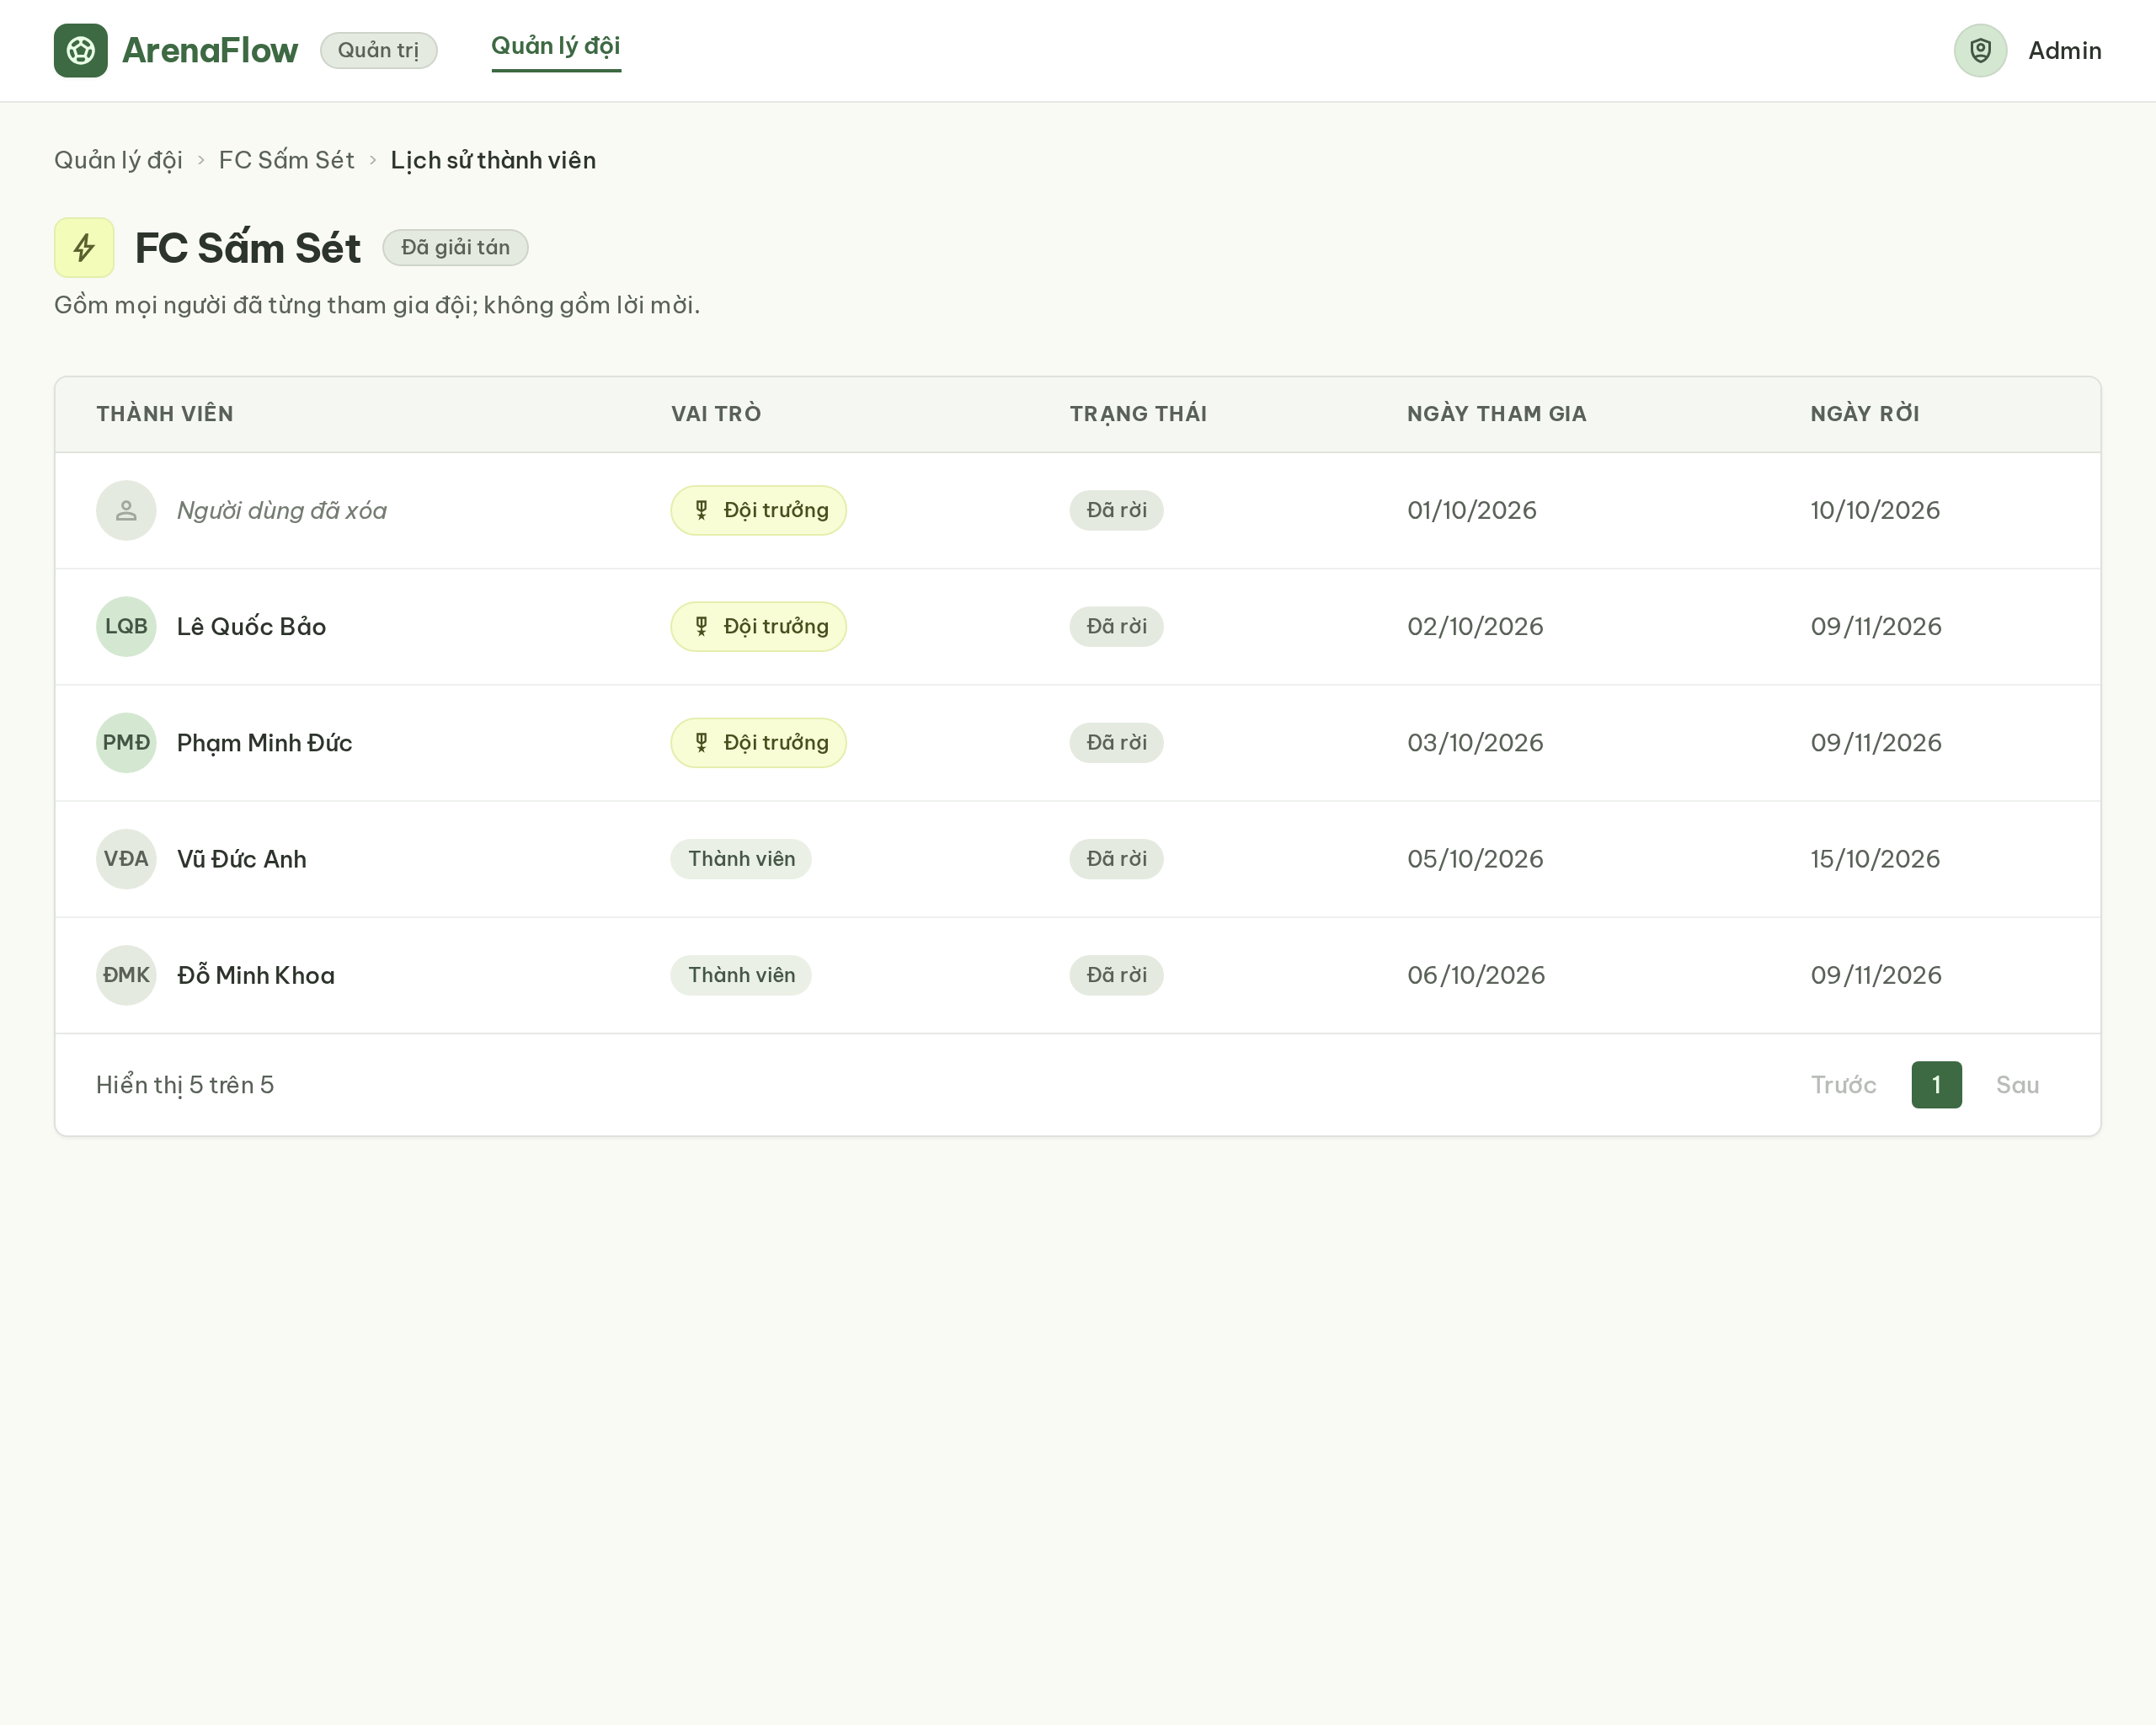 ArenaFlow Quản trị Quản lý đội Admin
Quản lý đội › FC Sấm Sét › Lịch sử thành viên
FC Sấm Sét Đã giải tán
Gồm mọi người đã từng tham gia đội; không gồm lời mời.
THÀNH VIÊN VAI TRÒ TRẠNG THÁI NGÀY THAM GIA NGÀY RỜI
Người dùng đã xóa Đội trưởng Đã rời 01/10/2026 10/10/2026
LQB Lê Quốc Bảo Đội trưởng Đã rời 02/10/2026 09/11/2026
PMĐ Phạm Minh Đức Đội trưởng Đã rời 03/10/2026 09/11/2026
VĐA Vũ Đức Anh Thành viên Đã rời 05/10/2026 15/10/2026
ĐMK Đỗ Minh Khoa Thành viên Đã rời 06/10/2026 09/11/2026
Hiển thị 5 trên 5 Trước 1 Sau